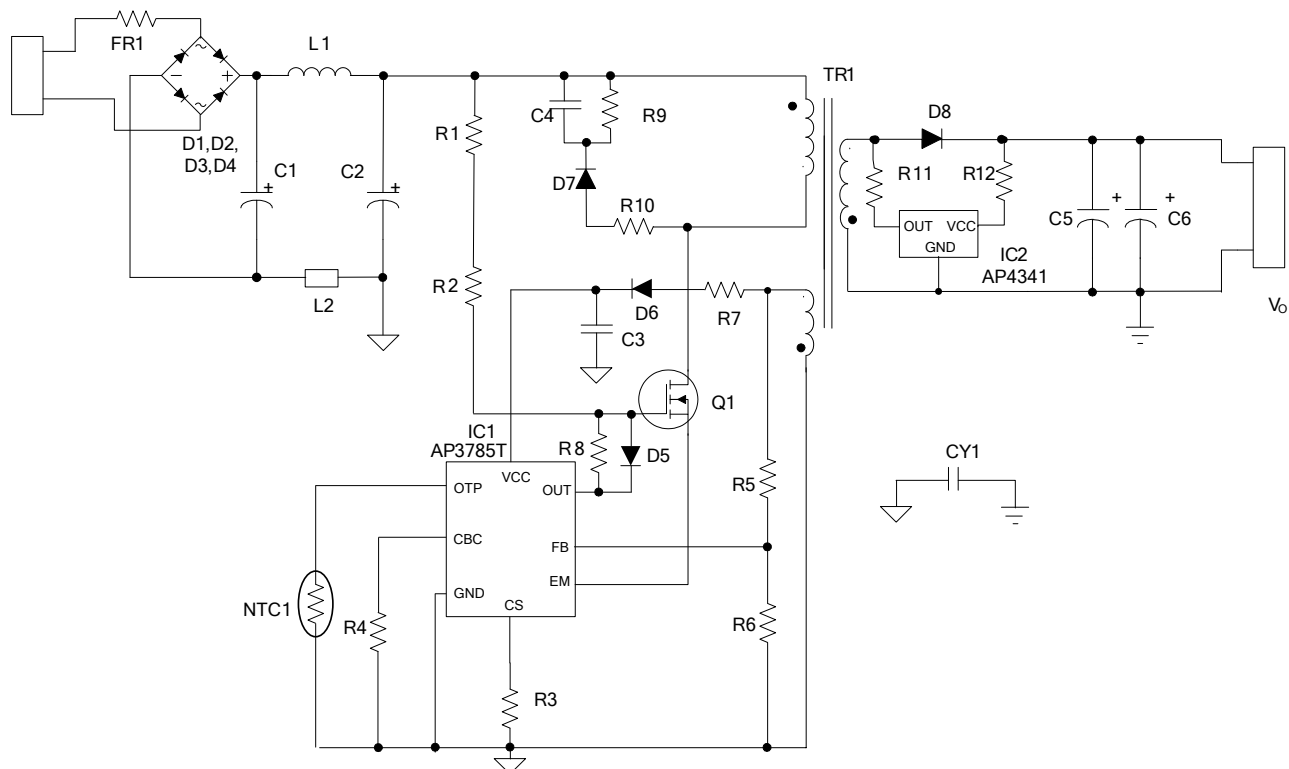 FR1
L1
TR1
~
~
−
+
D1,D2,
D3,D4
C1
+
C2
+
L2
R1
R2
C4
R9
D7
R10
D8
R11
R12
OUT
VCC
GND
IC2
AP4341
C5
+
C6
+
Vo
D6
R7
C3
Q1
IC1
AP3785T
R8
D5
VCC
OTP
OUT
CBC
FB
GND
EM
CS
NTC1
R4
R3
R5
R6
CY1